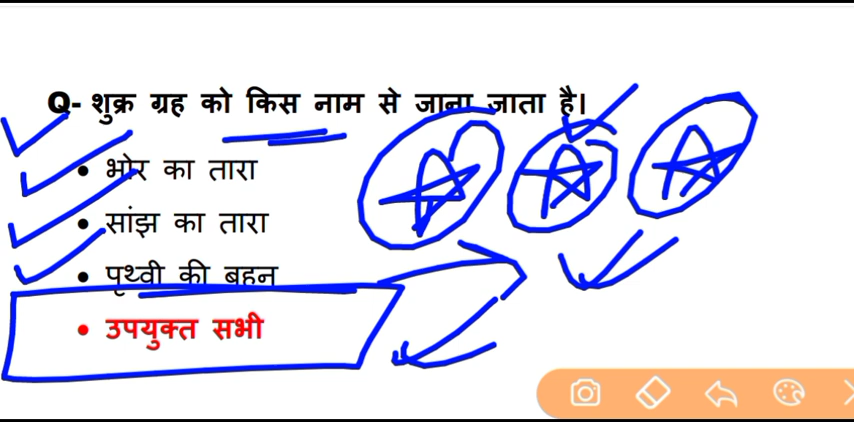 Q- शुक्र ग्रह को किस नाम से जाना जाता है।
• भोर का तारा
• सांझ का तारा
• पृथ्वी की बहन
• उपयुक्त सभी